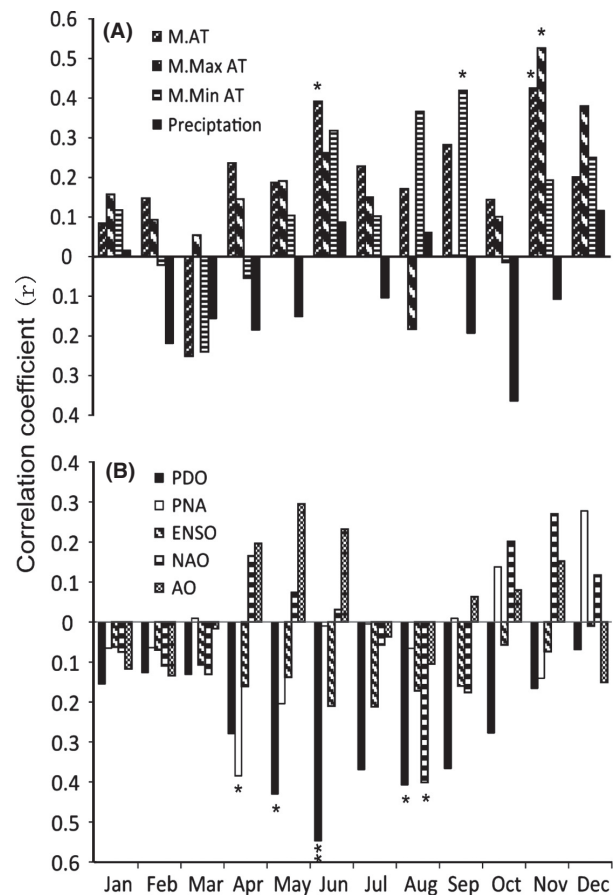 (A)
M.AT
M.Max AT
M.Min AT
Preciptation
0.6
0.5
0.4
0.3
0.2
0.1
0
0.1
0.2
0.3
0.4
* * * *
Correlation coefficient (r)
(B)
PDO
PNA
ENSO
NAO
AO
0.4
0.3
0.2
0.1
0
0.1
0.2
0.3
0.4
0.5
0.6
* * ** * *
Jan Feb Mar Apr May Jun Jul Aug Sep Oct Nov Dec